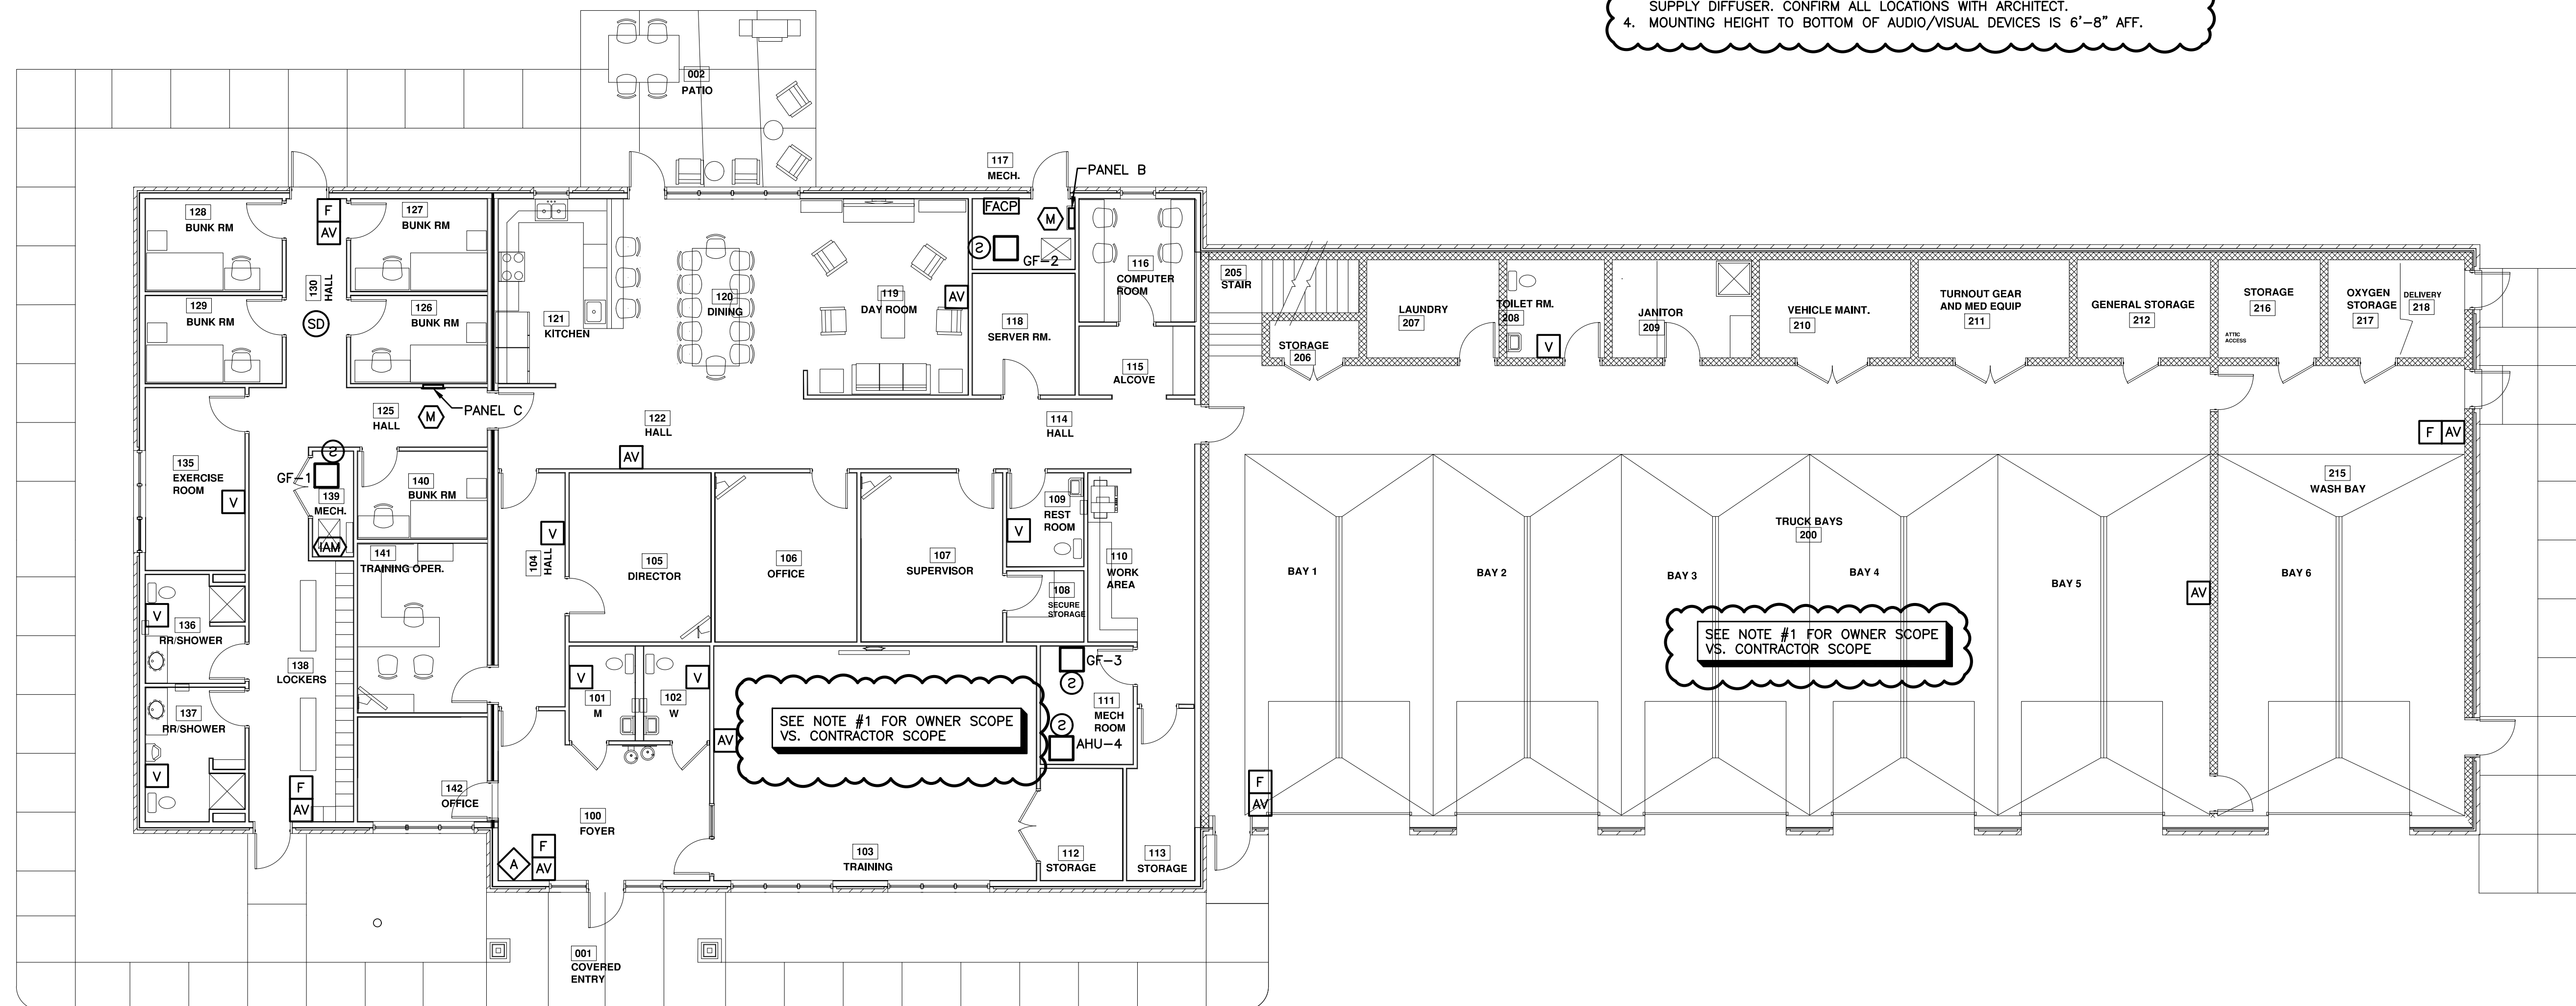 SUPPLY DIFFUSER. CONFIRM ALL LOCATIONS WITH ARCHITECT.
4. MOUNTING HEIGHT TO BOTTOM OF AUDIO/VISUAL DEVICES IS 6'-8" AFF.
002
PATIO
117
MECH.
PANEL B
128
BUNK RM
F
AV
127
BUNK RM
FACP
M
S
GF-2
130
HALL
129
BUNK RM
SD
126
BUNK RM
121
KITCHEN
120
DINING
119
DAY ROOM
AV
118
SERVER RM.
116
COMPUTER
ROOM
115
ALCOVE
205
STAIR
STORAGE
206
LAUNDRY
207
TOILET RM.
208
V
JANITOR
209
VEHICLE MAINT.
210
TURNOUT GEAR
AND MED EQUIP
211
GENERAL STORAGE
212
STORAGE
216
ATTIC
ACCESS
OXYGEN
STORAGE
217
DELIVERY
218
125
HALL
M
PANEL C
122
HALL
AV
114
HALL
F AV
135
EXERCISE
ROOM
V
S
GF-1
139
MECH.
IAM
140
BUNK RM
141
TRAINING OPER.
104
HALL
V
105
DIRECTOR
106
OFFICE
107
SUPERVISOR
109
REST
ROOM
V
108
SECURE
STORAGE
110
WORK
AREA
215
WASH BAY
TRUCK BAYS
200
BAY 1
BAY 2
BAY 3
BAY 4
BAY 5
BAY 6
AV
SEE NOTE #1 FOR OWNER SCOPE
VS. CONTRACTOR SCOPE
V
136
RR/SHOWER
138
LOCKERS
137
RR/SHOWER
V
F
AV
142
OFFICE
V
101
M
V
102
W
AV
SEE NOTE #1 FOR OWNER SCOPE
VS. CONTRACTOR SCOPE
GF-3
S
111
MECH
ROOM
S
AHU-4
F
AV
100
FOYER
A
F
AV
103
TRAINING
112
STORAGE
113
STORAGE
001
COVERED
ENTRY